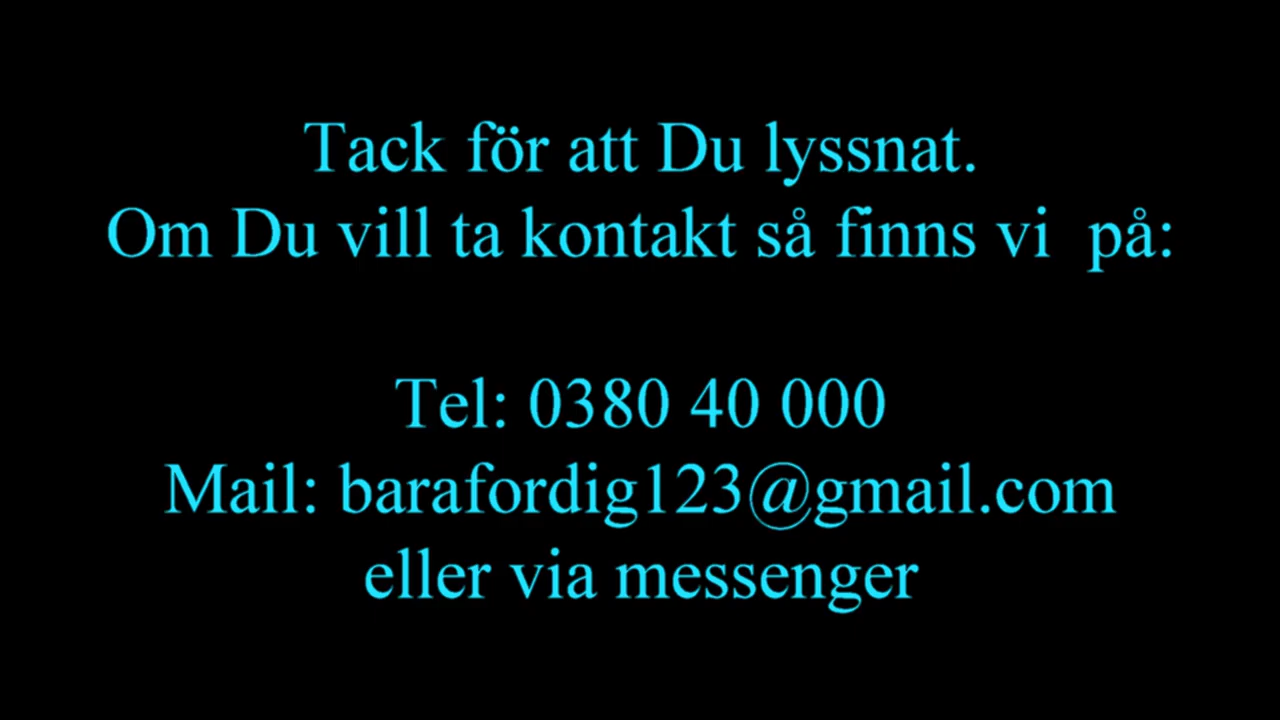 Tack för att Du lyssnat.
Om Du vill ta kontakt så finns vi  på:
Tel: 0380 40 000
Mail: barafordig123@gmail.com
eller via messenger